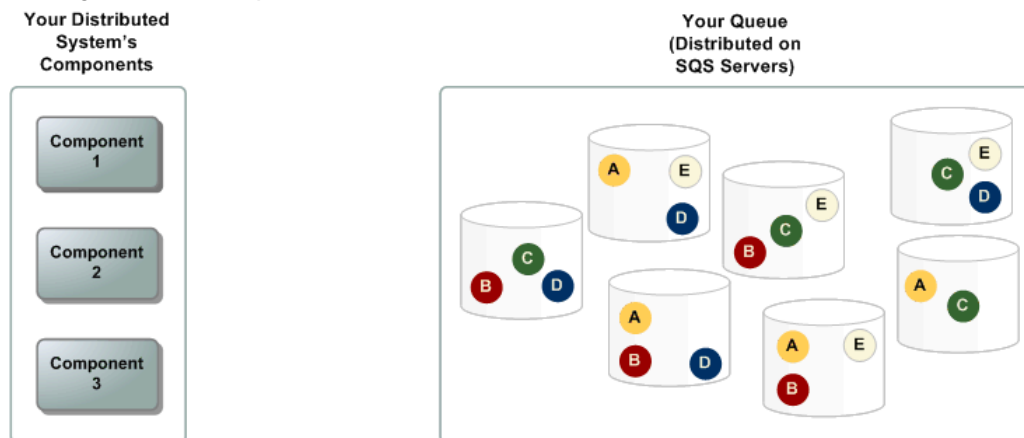 Your Distributed
System's
Components
Component
1
Component
2
Component
3
Your Queue
(Distributed on
SQS Servers)
A
E
D
C
B
D
E
C
B
E
C
D
A
C
A
B
D
A
E
B